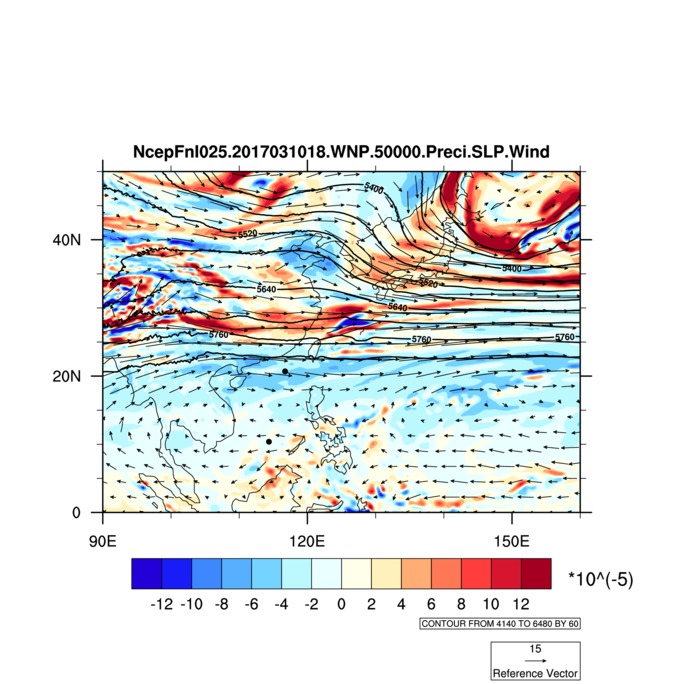 NcepFnl025.2017031018.WNP.50000.Preci.SLP.Wind
5400
5520
40N
5400
5520
5640
5640
5760
5760
5760
20N
0
90E 120E 150E
-12 -10 -8 -6 -4 -2 0 2 4 6 8 10 12
*10^(-5)
CONTOUR FROM 4140 TO 6480 BY 60
15
Reference Vector